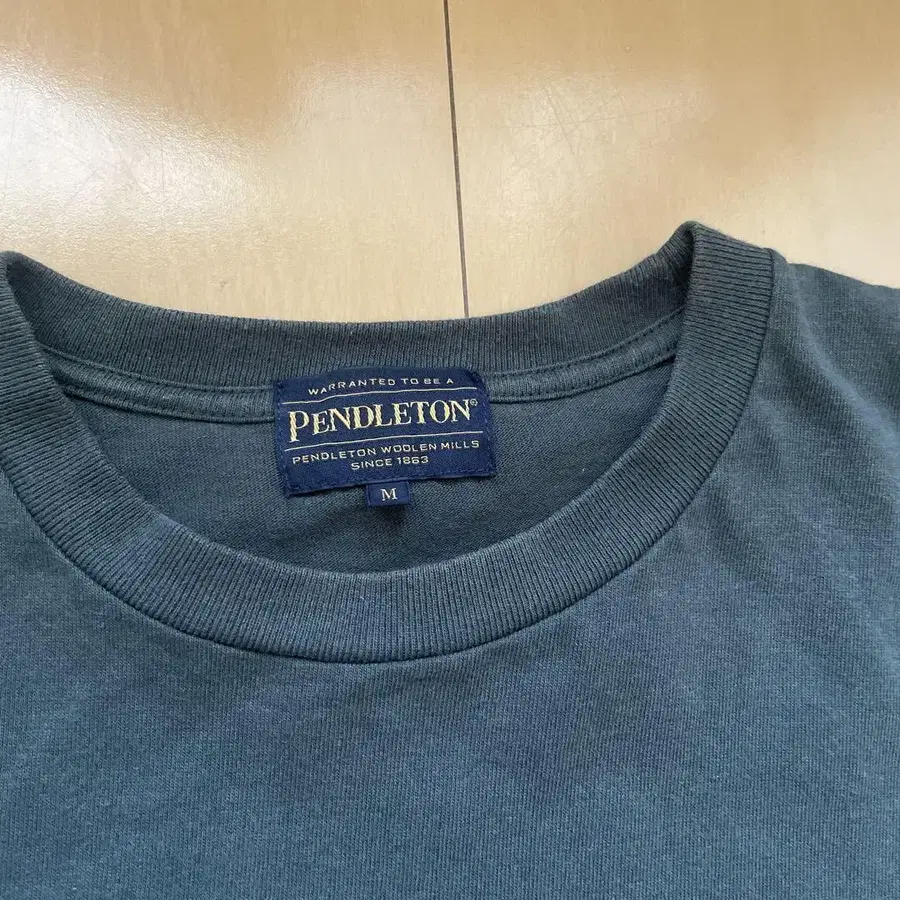 WARRANTED TO BE A
PENDLETON®
PENDLETON WOOLEN MILLS
SINCE 1863
M